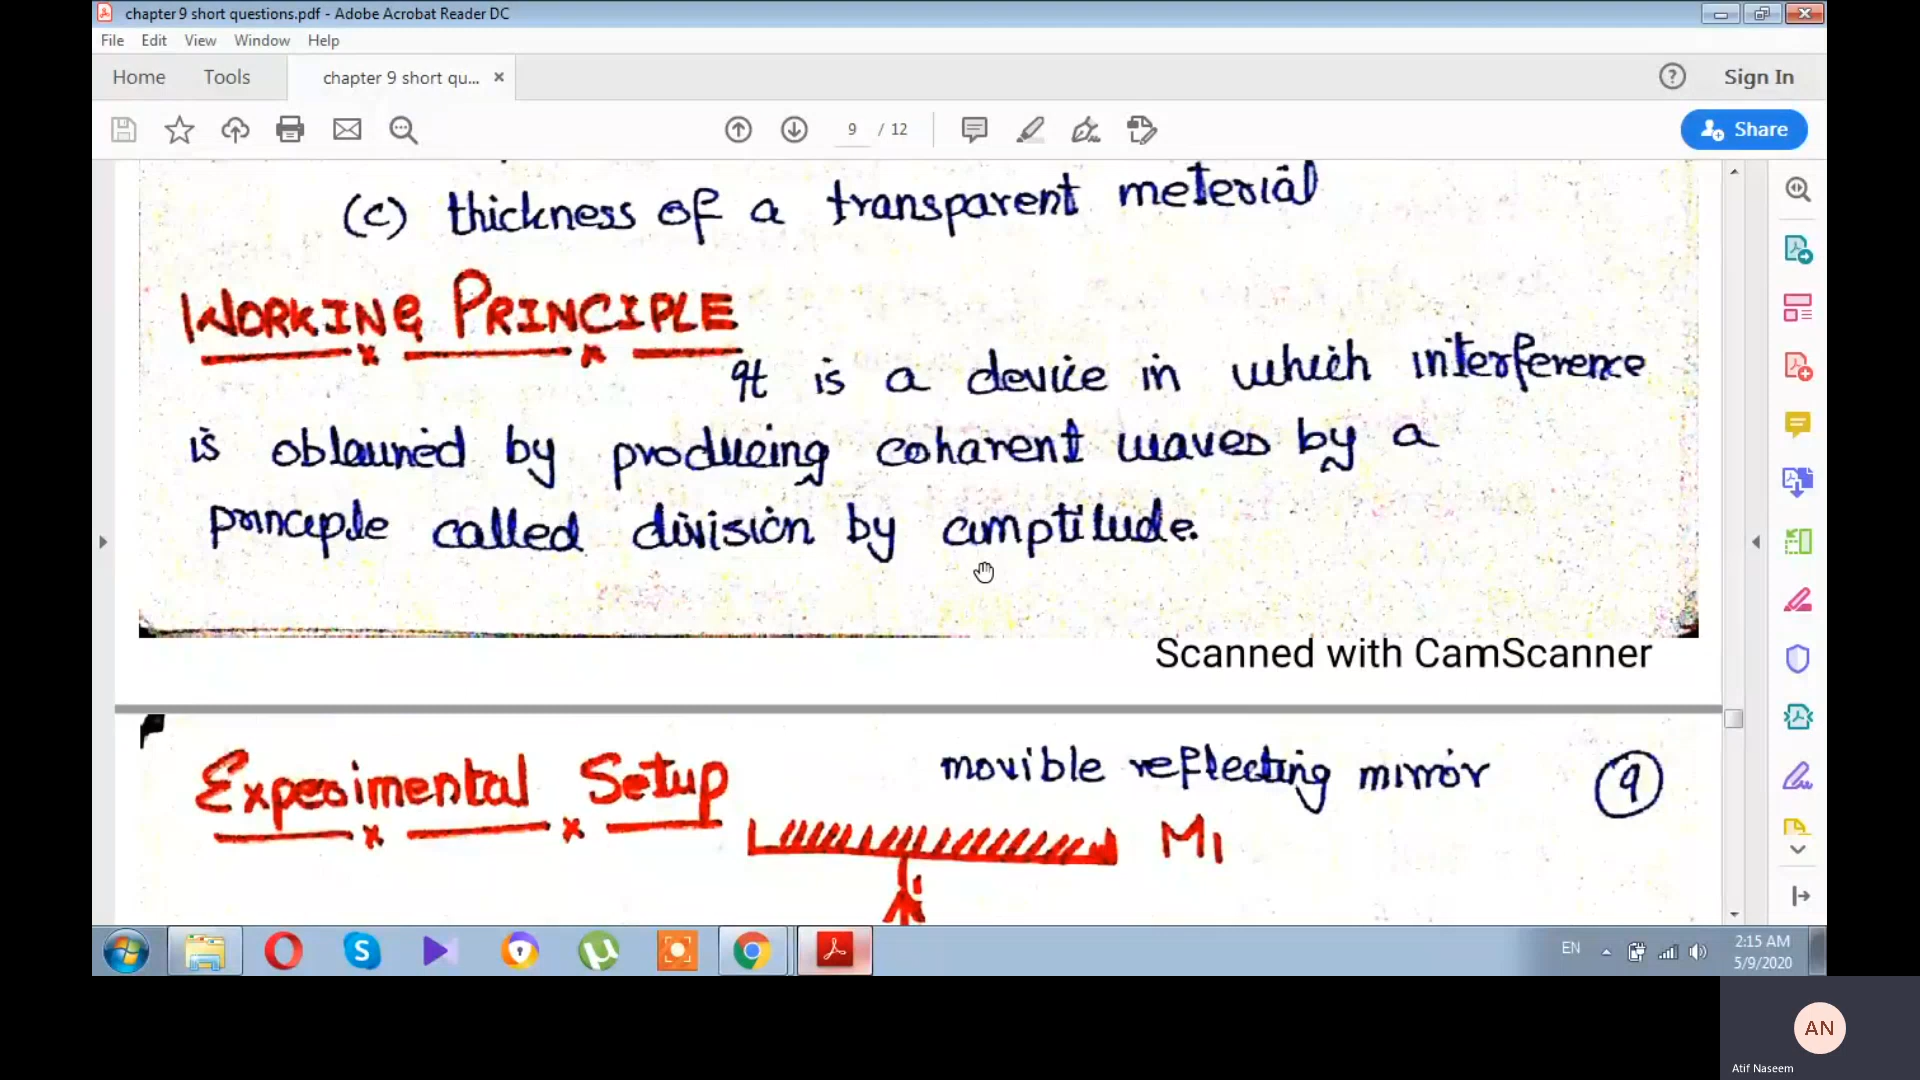 chapter 9 short questions.pdf - Adobe Acrobat Reader DC
File Edit View Window Help
Home Tools chapter 9 short qu... × ? Sign In
9 / 12 Share
(c) thickness of a transparent meterial
WORKING PRINCIPLE
It is a device in which interference
is obtained by producing coharent waves by a
principle called division by amptilude.
Scanned with CamScanner
Experimental Setup movible reflecting mirror 9
M1
EN 2:15 AM
5/9/2020
AN
Atif Naseem